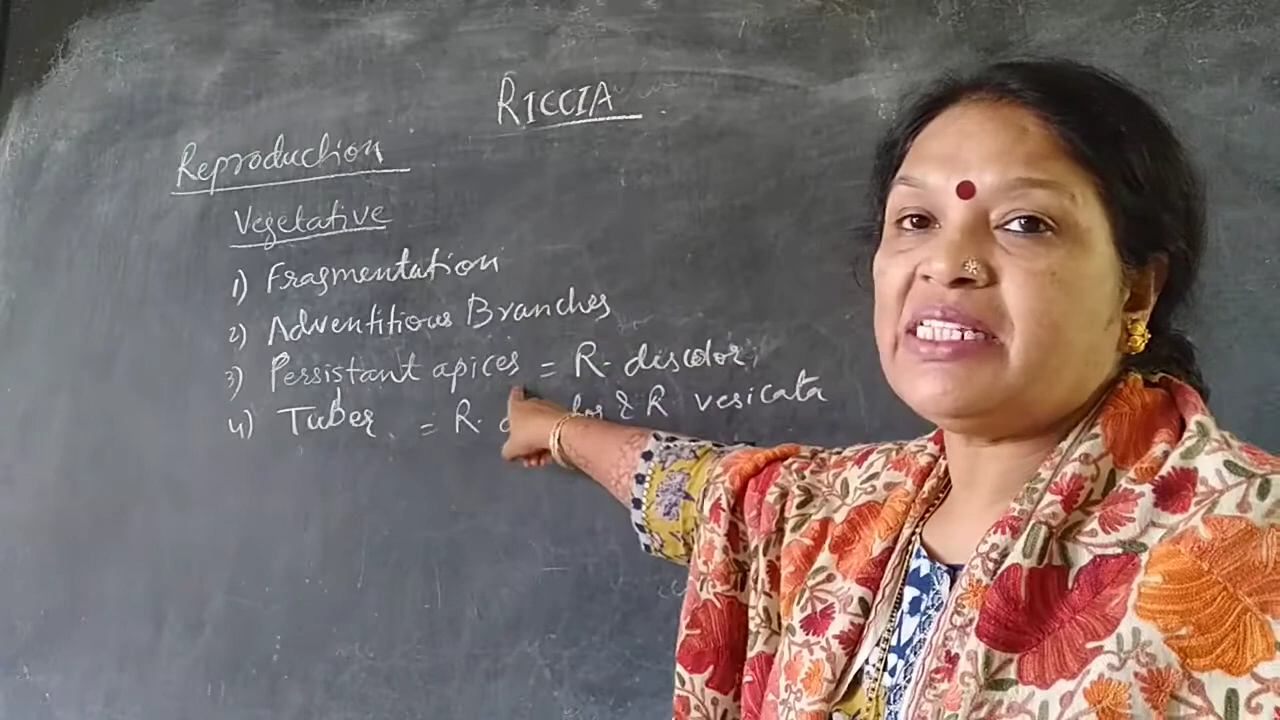 RICCIA
Reproduction
Vegetative
1) Fragmentation
2) Adventitious Branches
3) Persistant apices = R. discolor,
4) Tuber = R. & R. vesicata